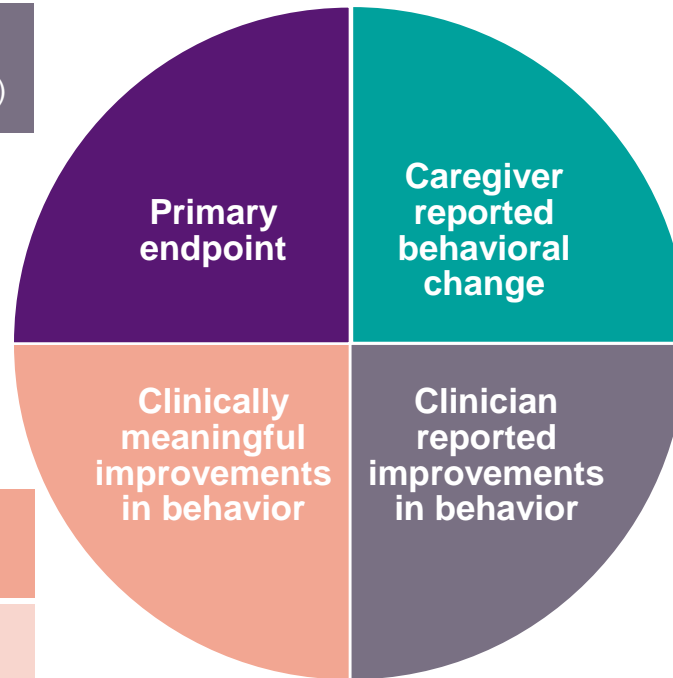 )
Primary
endpoint
Caregiver
reported
behavioral
change
Clinically
meaningful
improvements
in behavior
Clinician
reported
improvements
in behavior